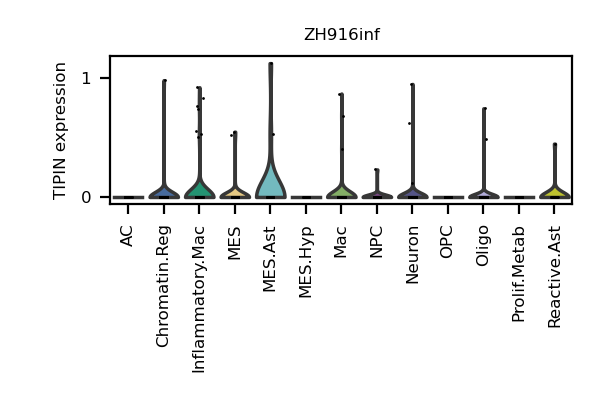 ZH916inf
TIPIN expression
1
0
AC
Chromatin.Reg
Inflammatory.Mac
MES
MES.Ast
MES.Hyp
Mac
NPC
Neuron
OPC
Oligo
Prolif.Metab
Reactive.Ast